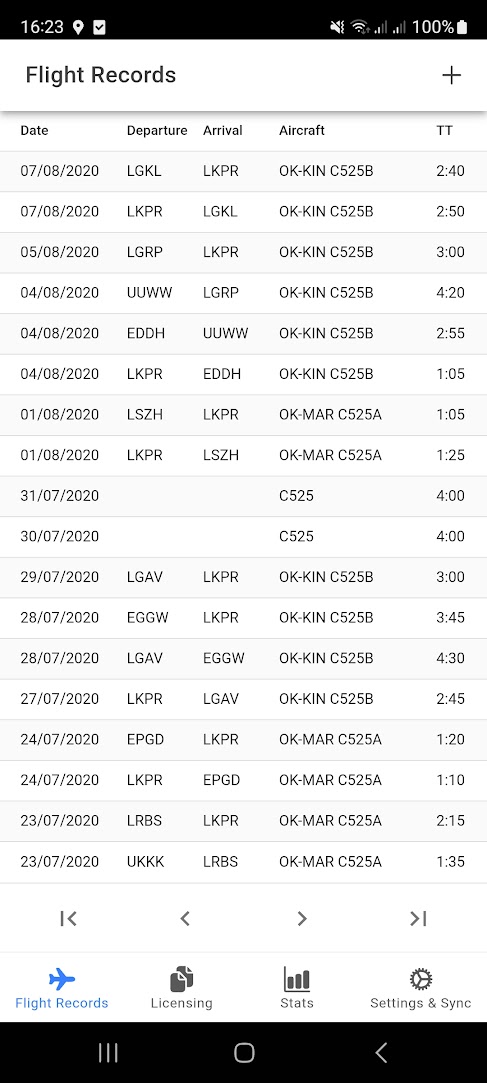 16:23 100%
Flight Records
Date Departure Arrival Aircraft TT
07/08/2020 LGKL LKPR OK-KIN C525B 2:40
07/08/2020 LKPR LGKL OK-KIN C525B 2:50
05/08/2020 LGRP LKPR OK-KIN C525B 3:00
04/08/2020 UUWW LGRP OK-KIN C525B 4:20
04/08/2020 EDDH UUWW OK-KIN C525B 2:55
04/08/2020 LKPR EDDH OK-KIN C525B 1:05
01/08/2020 LSZH LKPR OK-MAR C525A 1:05
01/08/2020 LKPR LSZH OK-MAR C525A 1:25
31/07/2020 C525 4:00
30/07/2020 C525 4:00
29/07/2020 LGAV LKPR OK-KIN C525B 3:00
28/07/2020 EGGW LKPR OK-KIN C525B 3:45
28/07/2020 LGAV EGGW OK-KIN C525B 4:30
27/07/2020 LKPR LGAV OK-KIN C525B 2:45
24/07/2020 EPGD LKPR OK-MAR C525A 1:20
24/07/2020 LKPR EPGD OK-MAR C525A 1:10
23/07/2020 LRBS LKPR OK-MAR C525A 2:15
23/07/2020 UKKK LRBS OK-MAR C525A 1:35
Flight Records Licensing Stats Settings & Sync